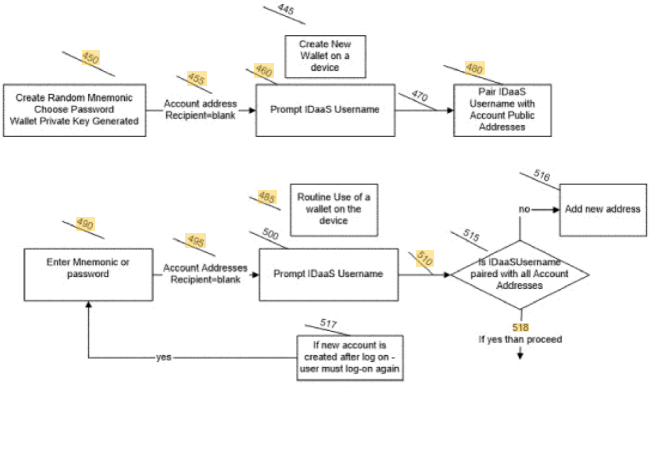 445
Create New
Wallet on a
device
450
Create Random Mnemonic
Choose Password
Wallet Private Key Generated
455
Account address
Recipient=blank
460
Prompt IDaaS Username
470
480
Pair IDaaS
Username with
Account Public
Addresses
485
Routine Use of a
wallet on the
device
490
Enter Mnemonic or
password
495
Account Addresses
Recipient=blank
500
Prompt IDaaS Username
510
515
Is IDaaSUsername
paired with all Account
Addresses
no
516
Add new address
518
If yes than proceed
517
If new account is
created after log on -
user must log-on again
yes